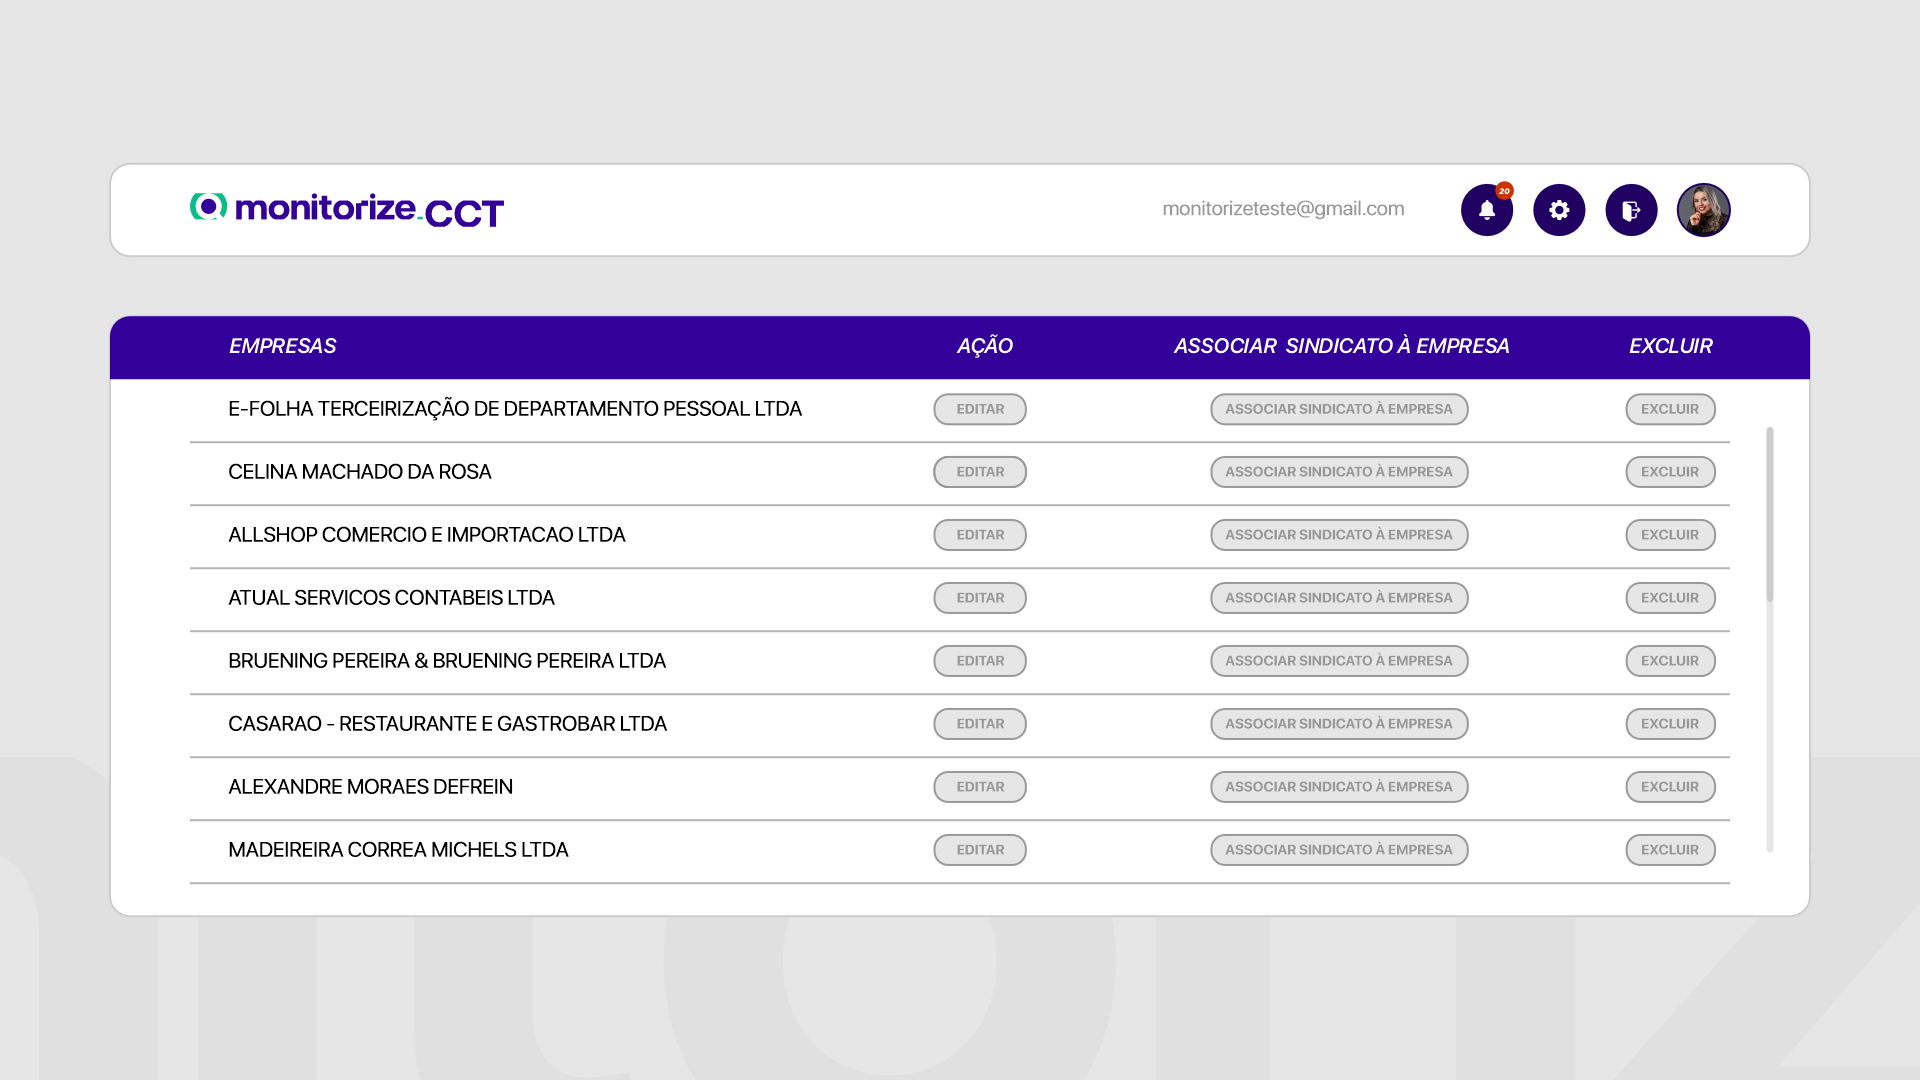 monitorize.CCT
monitorizeteste@gmail.com
20
EMPRESAS AÇÃO ASSOCIAR SINDICATO À EMPRESA EXCLUIR
E-FOLHA TERCEIRIZAÇÃO DE DEPARTAMENTO PESSOAL LTDA EDITAR ASSOCIAR SINDICATO À EMPRESA EXCLUIR
CELINA MACHADO DA ROSA EDITAR ASSOCIAR SINDICATO À EMPRESA EXCLUIR
ALLSHOP COMERCIO E IMPORTACAO LTDA EDITAR ASSOCIAR SINDICATO À EMPRESA EXCLUIR
ATUAL SERVICOS CONTABEIS LTDA EDITAR ASSOCIAR SINDICATO À EMPRESA EXCLUIR
BRUENING PEREIRA & BRUENING PEREIRA LTDA EDITAR ASSOCIAR SINDICATO À EMPRESA EXCLUIR
CASARAO - RESTAURANTE E GASTROBAR LTDA EDITAR ASSOCIAR SINDICATO À EMPRESA EXCLUIR
ALEXANDRE MORAES DEFREIN EDITAR ASSOCIAR SINDICATO À EMPRESA EXCLUIR
MADEIREIRA CORREA MICHELS LTDA EDITAR ASSOCIAR SINDICATO À EMPRESA EXCLUIR